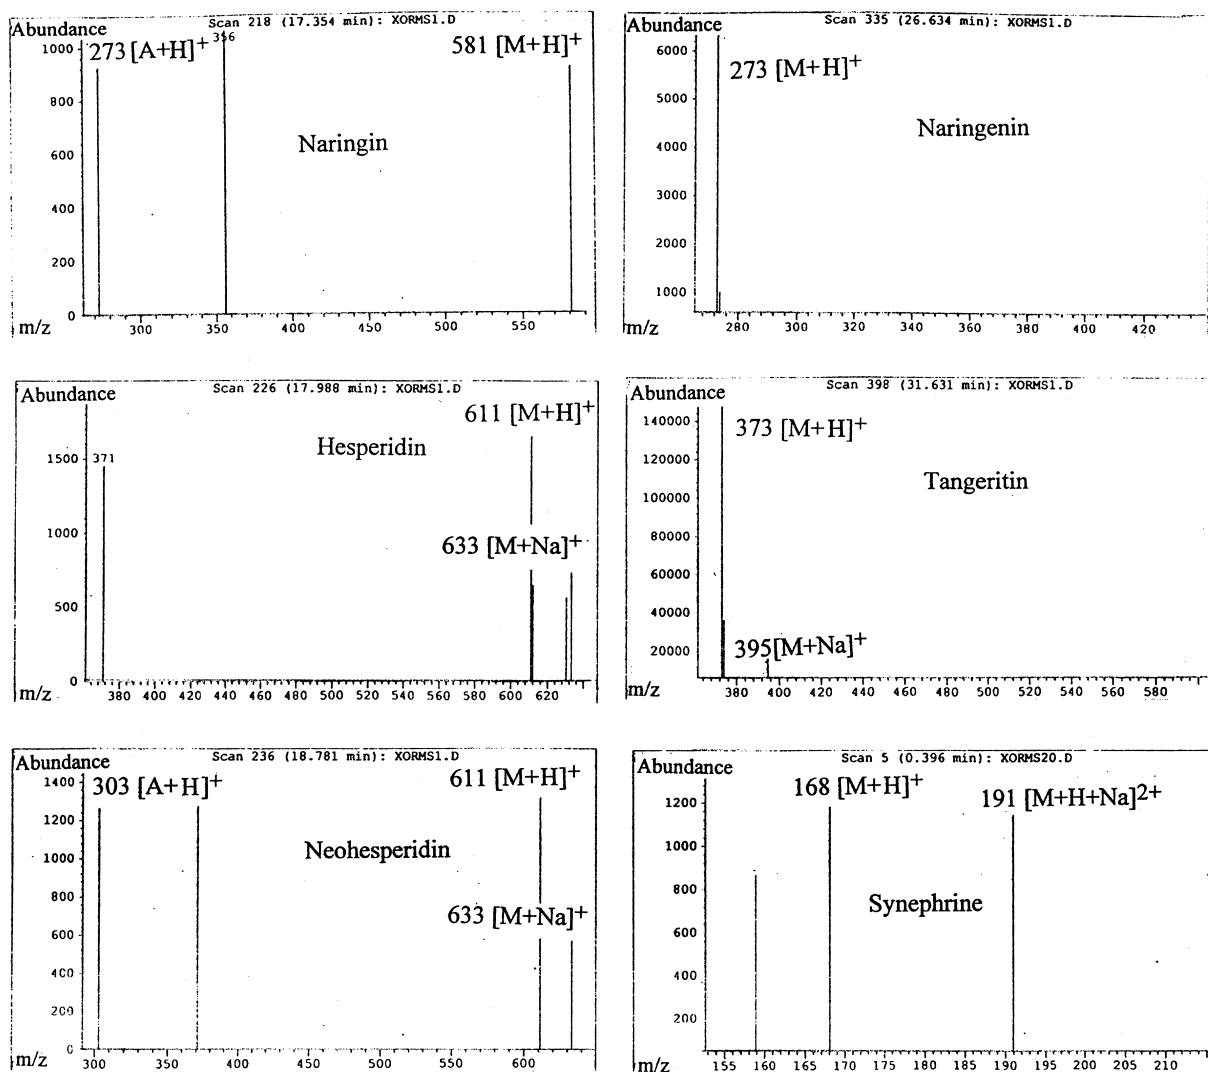 Scan 218 (17.354 min): XORMS1.D
Abundance
1000
273 [A+H]+
356
581 [M+H]+
800
Naringin
600
400
200
0
m/z
300
350
400
450
500
550
Scan 335 (26.634 min): XORMS1.D
Abundance
6000
273 [M+H]+
5000
Naringenin
4000
3000
2000
1000
m/z
280
300
320
340
360
380
400
420
Scan 226 (17.988 min): XORMS1.D
Abundance
611 [M+H]+
Hesperidin
1500
371
1000
633 [M+Na]+
500
0
m/z
380 400 420 440 460 480 500 520 540 560 580 600 620
Scan 398 (31.631 min): XORMS1.D
Abundance
140000
373 [M+H]+
120000
Tangeritin
100000
80000
60000
40000
395[M+Na]+
20000
m/z
380 400 420 440 460 480 500 520 540 560 580
Scan 236 (18.781 min): XORMS1.D
Abundance
1400
303 [A+H]+
611 [M+H]+
1200
Neohesperidin
1000
800
633 [M+Na]+
600
400
200
0
m/z
300
350
400
450
500
550
600
Scan 5 (0.396 min): XORMS20.D
Abundance
168 [M+H]+
191 [M+H+Na]2+
1200
1000
Synephrine
800
600
400
200
m/z
155 160 165 170 175 180 185 190 195 200 205 210